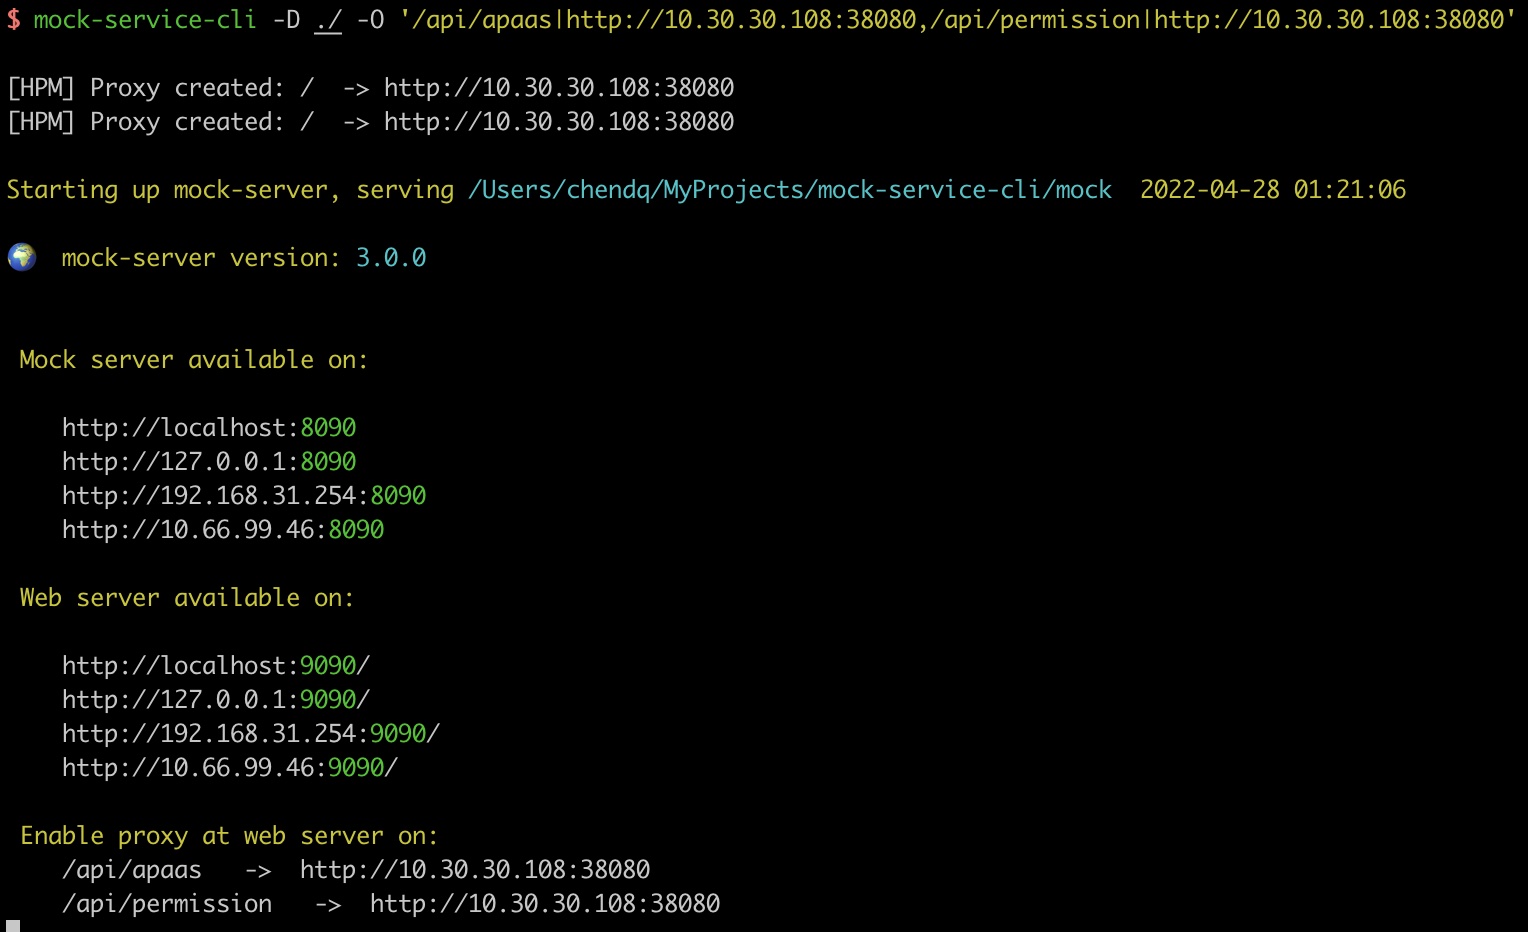 $ mock-service-cli -D ./ -O '/api/apaas|http://10.30.30.108:38080,/api/permission|http://10.30.30.108:38080'
[HPM] Proxy created: /  -> http://10.30.30.108:38080
[HPM] Proxy created: /  -> http://10.30.30.108:38080
Starting up mock-server, serving /Users/chendq/MyProjects/mock-service-cli/mock  2022-04-28 01:21:06
mock-server version: 3.0.0
Mock server available on:
http://localhost:8090
http://127.0.0.1:8090
http://192.168.31.254:8090
http://10.66.99.46:8090
Web server available on:
http://localhost:9090/
http://127.0.0.1:9090/
http://192.168.31.254:9090/
http://10.66.99.46:9090/
Enable proxy at web server on:
/api/apaas   ->  http://10.30.30.108:38080
/api/permission   ->  http://10.30.30.108:38080